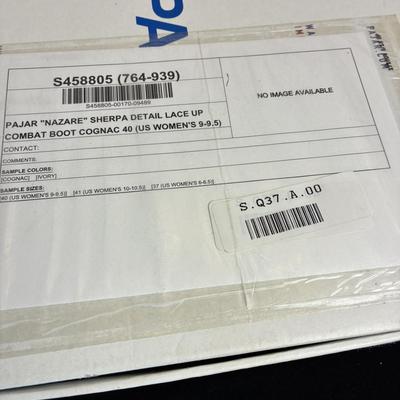 PA
S458805 (764-939)
S458805-00170-09489
PAJAR "NAZARE" SHERPA DETAIL LACE UP
COMBAT BOOT COGNAC 40 (US WOMEN'S 9-9.5)
NO IMAGE AVAILABLE
CONTACT:
COMMENTS:
SAMPLE COLORS:
[COGNAC] [IVORY]
SAMPLE SIZES:
[40 (US WOMEN'S 9-9.5)] [41 (US WOMEN'S 10-10.5)] [37 (US WOMEN'S 6-6.5)]
S.Q37.A.00